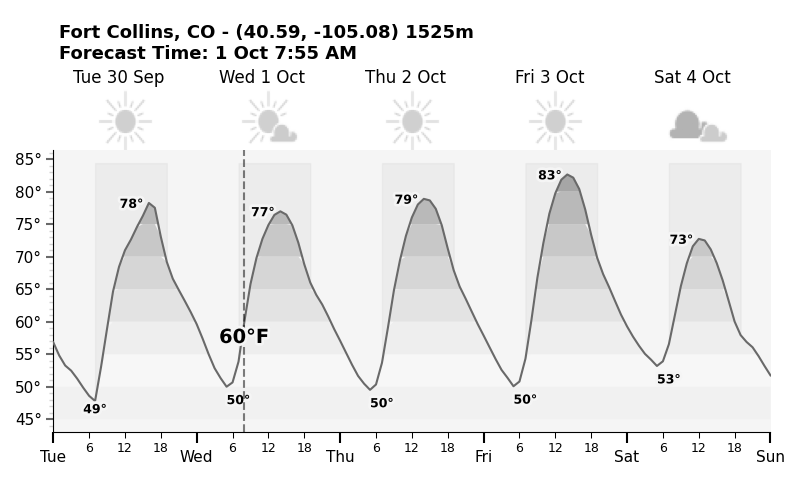 Fort Collins, CO - (40.59, -105.08) 1525m
Forecast Time: 1 Oct 7:55 AM
Tue 30 Sep Wed 1 Oct Thu 2 Oct Fri 3 Oct Sat 4 Oct
85°
80°
75°
70°
65°
60°
55°
50°
45°
78° 77° 79° 83° 73°
60°F
49° 50° 50° 50° 53°
6 12 18 6 12 18 6 12 18 6 12 18 6 12 18
Tue Wed Thu Fri Sat Sun